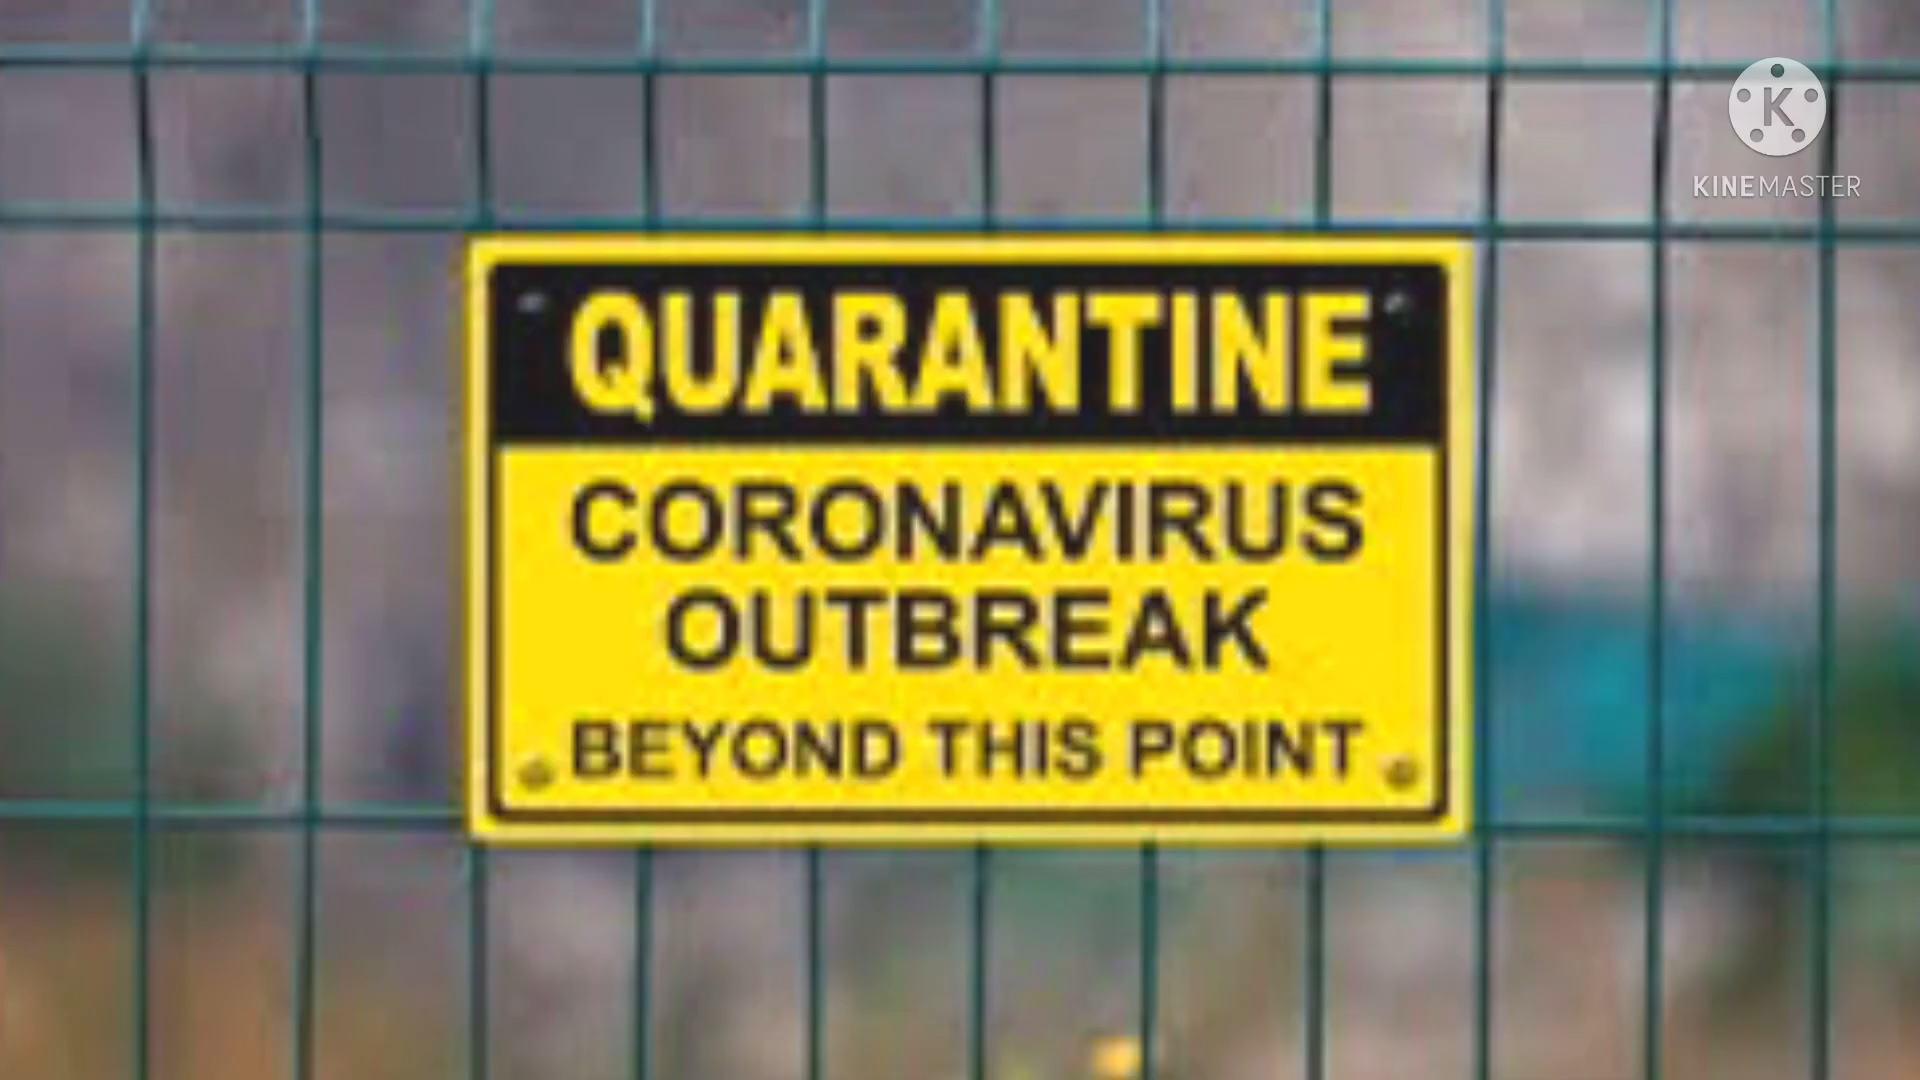 QUARANTINE
CORONAVIRUS
OUTBREAK
BEYOND THIS POINT
K
KINEMASTER